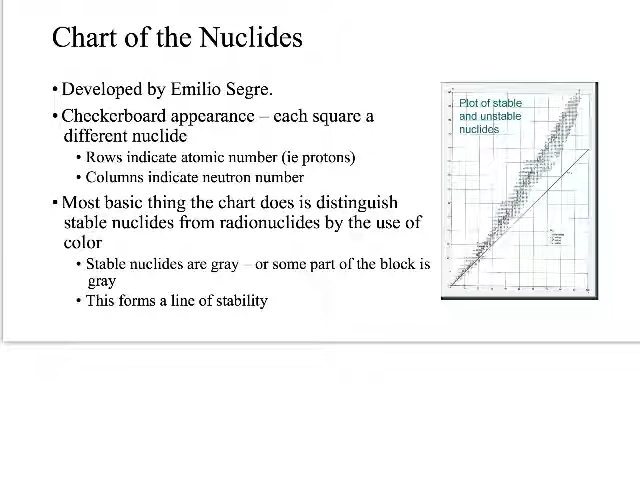 Chart of the Nuclides
• Developed by Emilio Segre.
• Checkerboard appearance – each square a
different nuclide
• Rows indicate atomic number (ie protons)
• Columns indicate neutron number
• Most basic thing the chart does is distinguish
stable nuclides from radionuclides by the use of
color
• Stable nuclides are gray – or some part of the block is
gray
• This forms a line of stability
Plot of stable
and unstable
nuclides